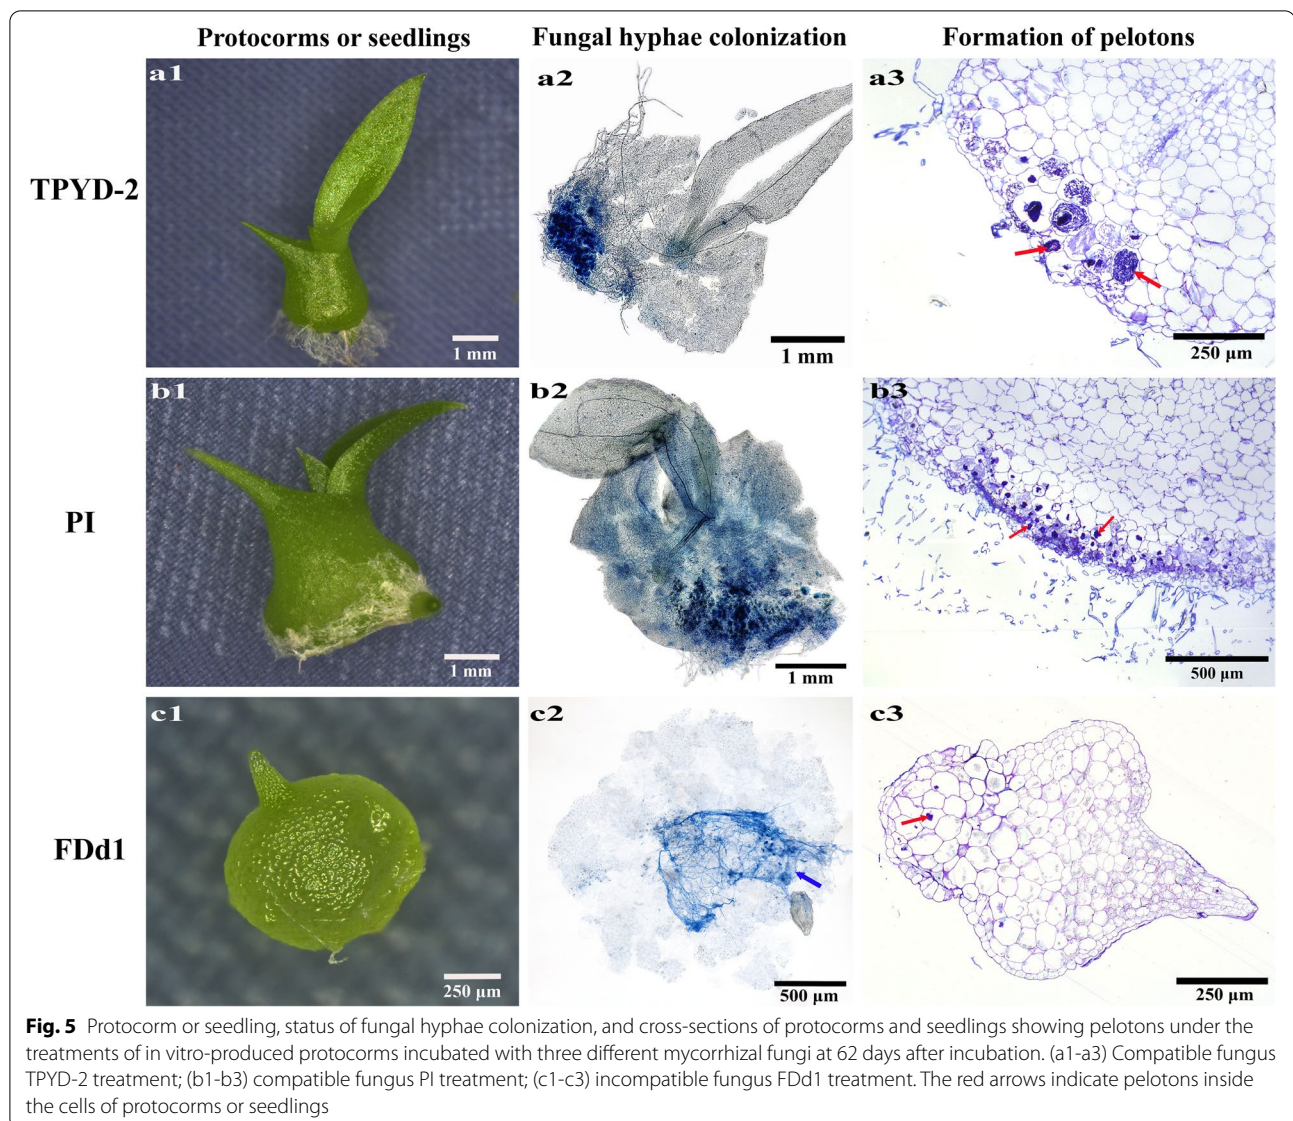 Protocorms or seedlings Fungal hyphae colonization Formation of pelotons
a1 a2 a3
TPYD-2
1 mm 1 mm 250 µm
b1 b2 b3
PI
1 mm 1 mm 500 µm
c1 c2 c3
FDd1
250 µm 500 µm 250 µm
Fig. 5 Protocorm or seedling, status of fungal hyphae colonization, and cross-sections of protocorms and seedlings showing pelotons under the
treatments of in vitro-produced protocorms incubated with three different mycorrhizal fungi at 62 days after incubation. (a1-a3) Compatible fungus
TPYD-2 treatment; (b1-b3) compatible fungus PI treatment; (c1-c3) incompatible fungus FDd1 treatment. The red arrows indicate pelotons inside
the cells of protocorms or seedlings